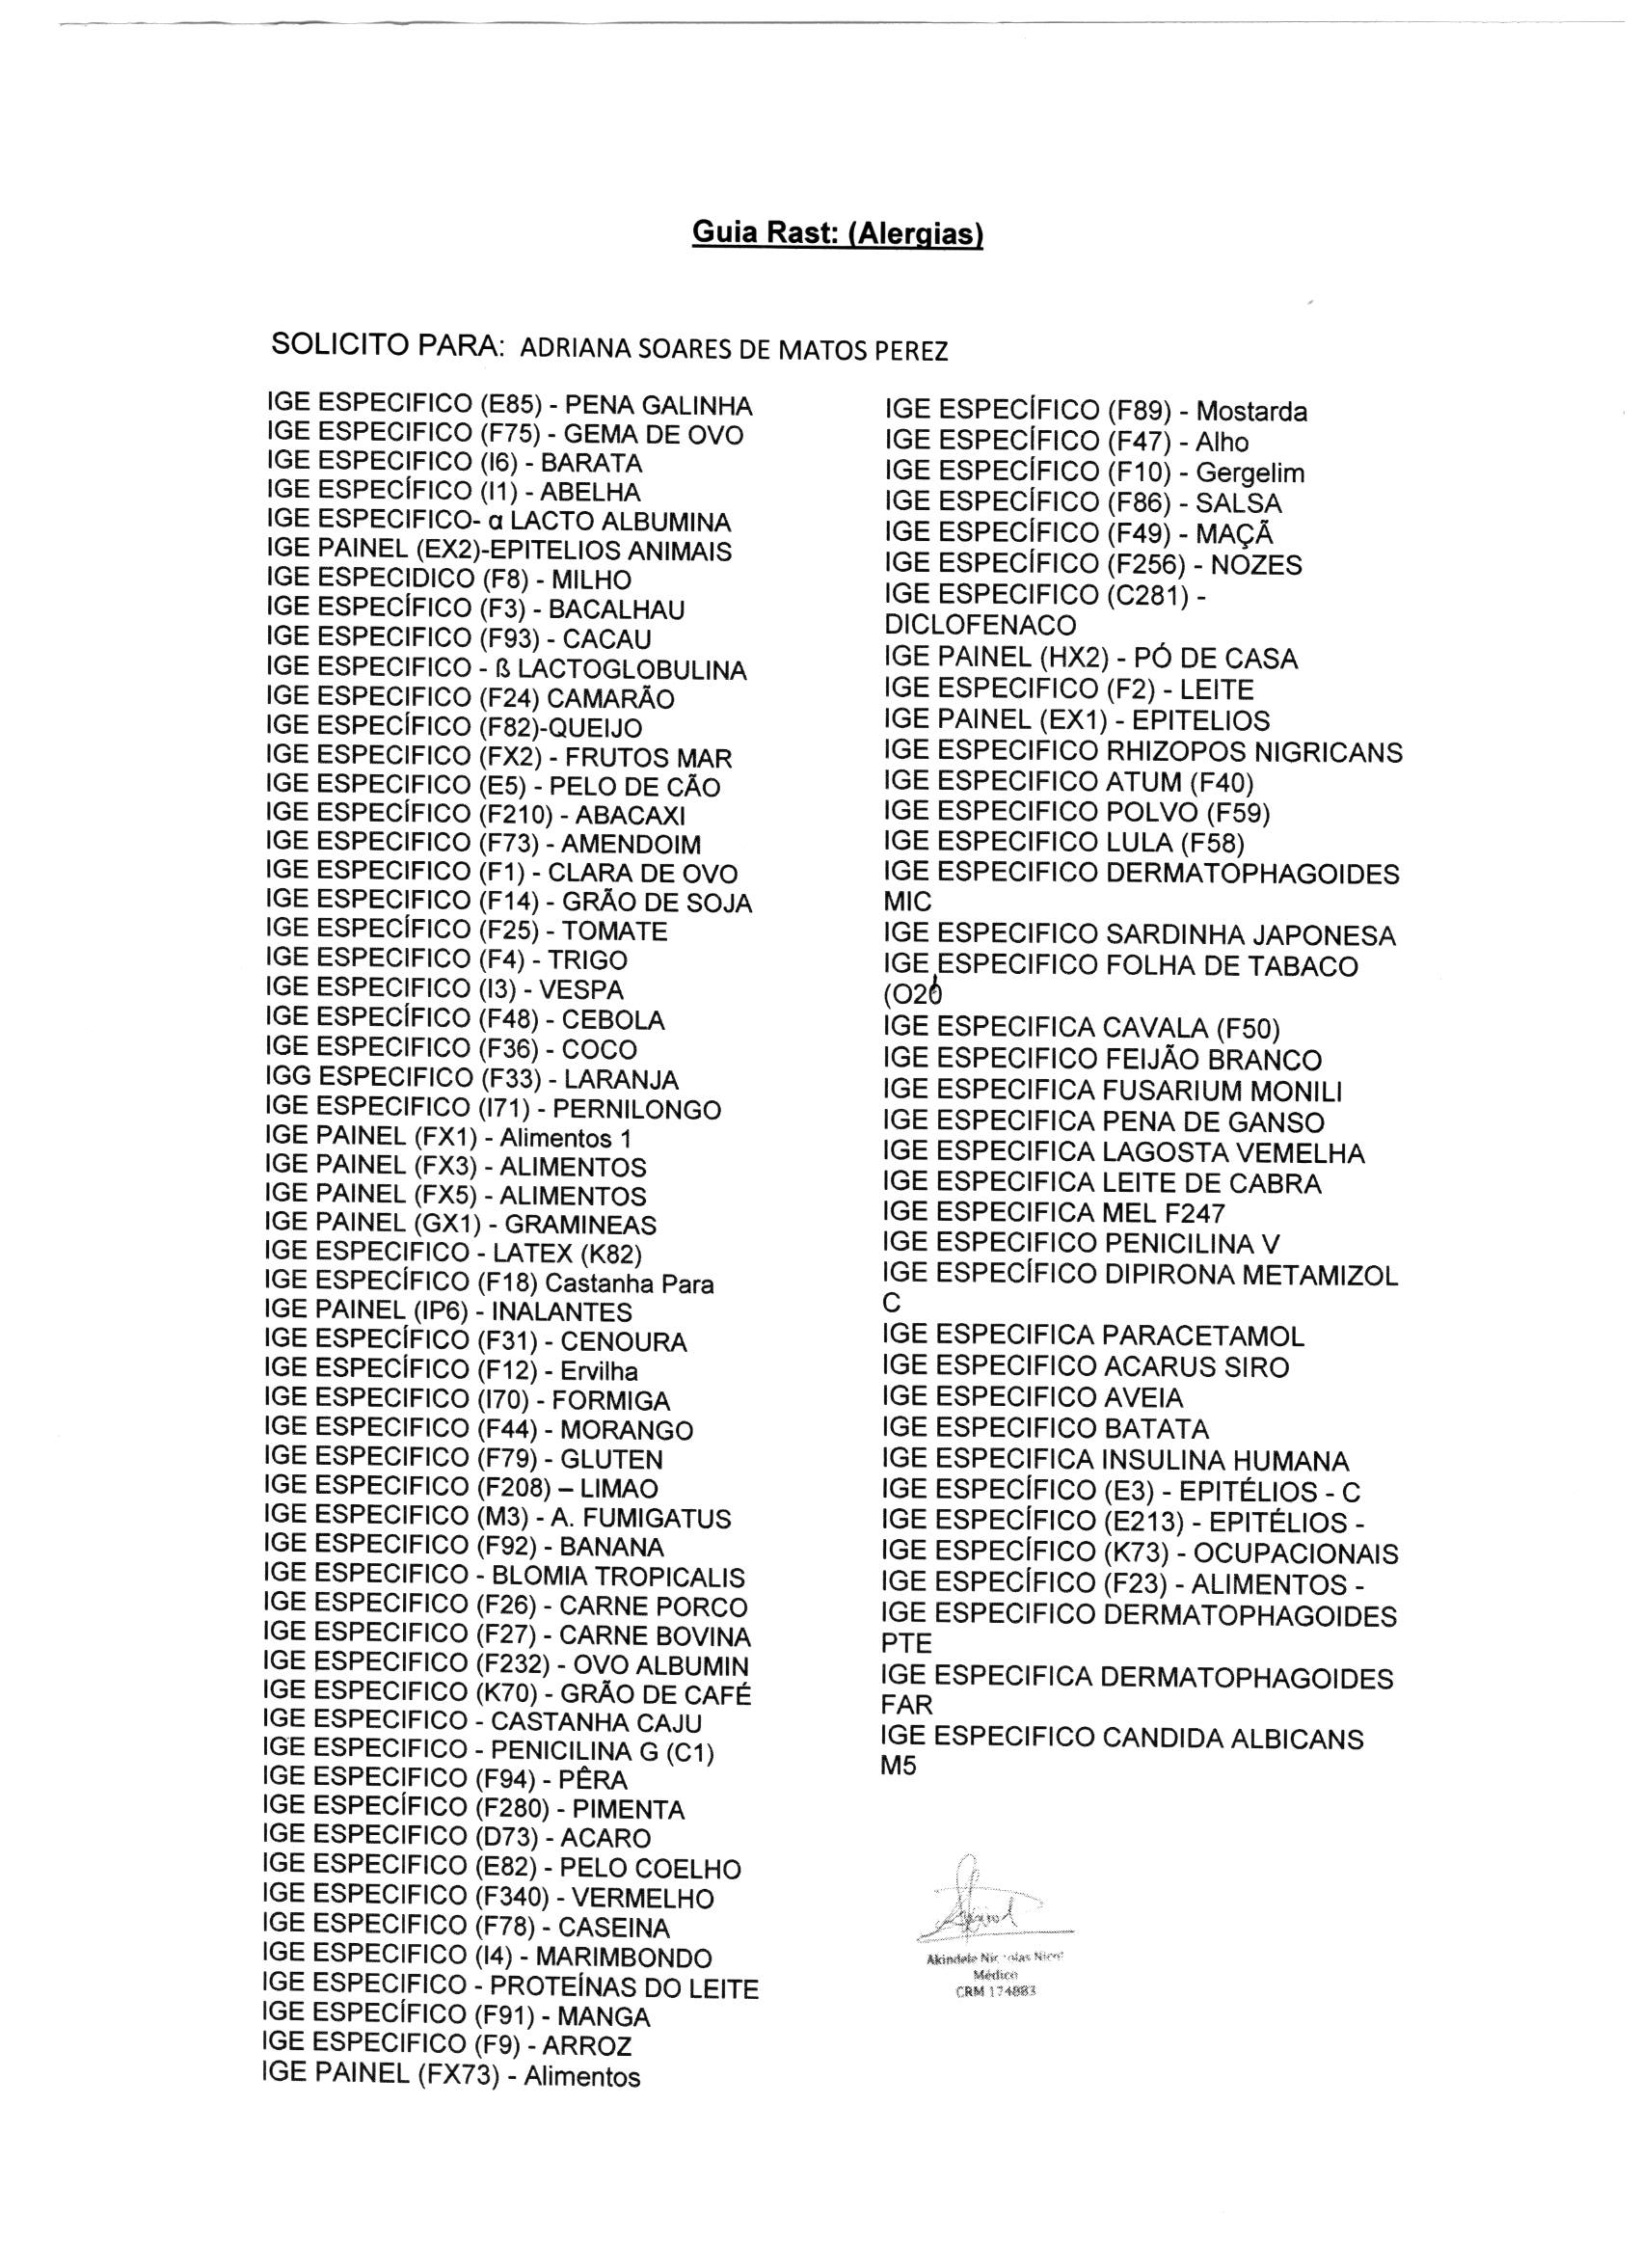 Guia Rast: (Alergias)
SOLICITO PARA: ADRIANA SOARES DE MATOS PEREZ
IGE ESPECIFICO (E85) - PENA GALINHA
IGE ESPECIFICO (F75) - GEMA DE OVO
IGE ESPECIFICO (I6) - BARATA
IGE ESPECÍFICO (I1) - ABELHA
IGE ESPECIFICO- α LACTO ALBUMINA
IGE PAINEL (EX2)-EPITELIOS ANIMAIS
IGE ESPECIDICO (F8) - MILHO
IGE ESPECÍFICO (F3) - BACALHAU
IGE ESPECIFICO (F93) - CACAU
IGE ESPECIFICO - ß LACTOGLOBULINA
IGE ESPECIFICO (F24) CAMARÃO
IGE ESPECÍFICO (F82)-QUEIJO
IGE ESPECIFICO (FX2) - FRUTOS MAR
IGE ESPECIFICO (E5) - PELO DE CÃO
IGE ESPECÍFICO (F210) - ABACAXI
IGE ESPECIFICO (F73) - AMENDOIM
IGE ESPECIFICO (F1) - CLARA DE OVO
IGE ESPECIFICO (F14) - GRÃO DE SOJA
IGE ESPECÍFICO (F25) - TOMATE
IGE ESPECIFICO (F4) - TRIGO
IGE ESPECIFICO (I3) - VESPA
IGE ESPECÍFICO (F48) - CEBOLA
IGE ESPECIFICO (F36) - COCO
IGG ESPECIFICO (F33) - LARANJA
IGE ESPECIFICO (I71) - PERNILONGO
IGE PAINEL (FX1) - Alimentos 1
IGE PAINEL (FX3) - ALIMENTOS
IGE PAINEL (FX5) - ALIMENTOS
IGE PAINEL (GX1) - GRAMINEAS
IGE ESPECIFICO - LATEX (K82)
IGE ESPECÍFICO (F18) Castanha Para
IGE PAINEL (IP6) - INALANTES
IGE ESPECÍFICO (F31) - CENOURA
IGE ESPECÍFICO (F12) - Ervilha
IGE ESPECIFICO (I70) - FORMIGA
IGE ESPECIFICO (F44) - MORANGO
IGE ESPECIFICO (F79) - GLUTEN
IGE ESPECIFICO (F208) – LIMAO
IGE ESPECIFICO (M3) - A. FUMIGATUS
IGE ESPECIFICO (F92) - BANANA
IGE ESPECIFICO - BLOMIA TROPICALIS
IGE ESPECIFICO (F26) - CARNE PORCO
IGE ESPECIFICO (F27) - CARNE BOVINA
IGE ESPECIFICO (F232) - OVO ALBUMIN
IGE ESPECIFICO (K70) - GRÃO DE CAFÉ
IGE ESPECIFICO - CASTANHA CAJU
IGE ESPECIFICO - PENICILINA G (C1)
IGE ESPECIFICO (F94) - PÊRA
IGE ESPECÍFICO (F280) - PIMENTA
IGE ESPECIFICO (D73) - ACARO
IGE ESPECIFICO (E82) - PELO COELHO
IGE ESPECIFICO (F340) - VERMELHO
IGE ESPECIFICO (F78) - CASEINA
IGE ESPECIFICO (I4) - MARIMBONDO
IGE ESPECIFICO - PROTEÍNAS DO LEITE
IGE ESPECÍFICO (F91) - MANGA
IGE ESPECIFICO (F9) - ARROZ
IGE PAINEL (FX73) - Alimentos
IGE ESPECÍFICO (F89) - Mostarda
IGE ESPECÍFICO (F47) - Alho
IGE ESPECÍFICO (F10) - Gergelim
IGE ESPECÍFICO (F86) - SALSA
IGE ESPECÍFICO (F49) - MAÇÃ
IGE ESPECÍFICO (F256) - NOZES
IGE ESPECIFICO (C281) -
DICLOFENACO
IGE PAINEL (HX2) - PÓ DE CASA
IGE ESPECIFICO (F2) - LEITE
IGE PAINEL (EX1) - EPITELIOS
IGE ESPECIFICO RHIZOPOS NIGRICANS
IGE ESPECIFICO ATUM (F40)
IGE ESPECIFICO POLVO (F59)
IGE ESPECIFICO LULA (F58)
IGE ESPECIFICO DERMATOPHAGOIDES
MIC
IGE ESPECIFICO SARDINHA JAPONESA
IGE ESPECIFICO FOLHA DE TABACO
(O20
IGE ESPECIFICA CAVALA (F50)
IGE ESPECIFICO FEIJÃO BRANCO
IGE ESPECIFICA FUSARIUM MONILI
IGE ESPECIFICA PENA DE GANSO
IGE ESPECIFICA LAGOSTA VEMELHA
IGE ESPECIFICA LEITE DE CABRA
IGE ESPECIFICA MEL F247
IGE ESPECIFICO PENICILINA V
IGE ESPECÍFICO DIPIRONA METAMIZOL
C
IGE ESPECIFICA PARACETAMOL
IGE ESPECIFICO ACARUS SIRO
IGE ESPECIFICO AVEIA
IGE ESPECIFICO BATATA
IGE ESPECIFICA INSULINA HUMANA
IGE ESPECÍFICO (E3) - EPITÉLIOS - C
IGE ESPECÍFICO (E213) - EPITÉLIOS -
IGE ESPECÍFICO (K73) - OCUPACIONAIS
IGE ESPECÍFICO (F23) - ALIMENTOS -
IGE ESPECIFICO DERMATOPHAGOIDES
PTE
IGE ESPECIFICA DERMATOPHAGOIDES
FAR
IGE ESPECIFICO CANDIDA ALBICANS
M5
Akindele
Médico
CRM 174883